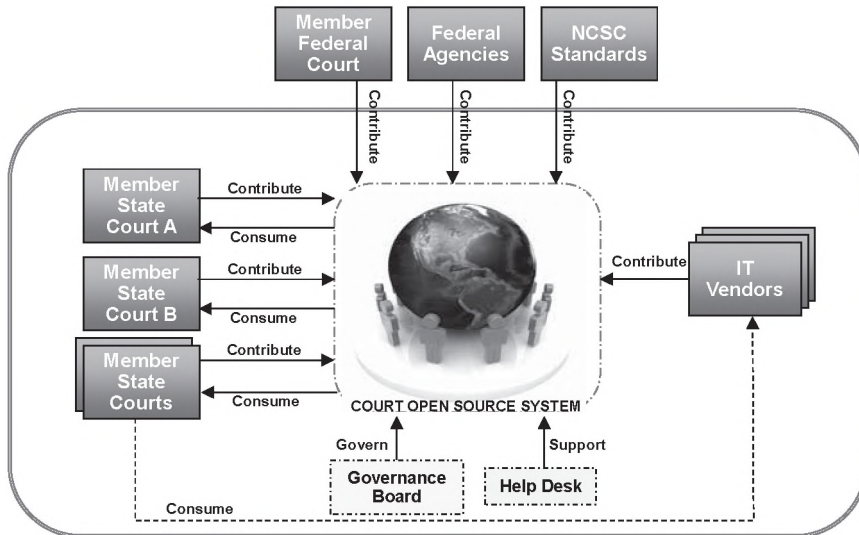 Member
Federal
Court
Federal
Agencies
NCSC
Standards
Contribute
Contribute
Contribute
Member
State
Court A
Contribute
Consume
Member
State
Court B
Contribute
Consume
Member
State
Courts
Contribute
Consume
Contribute
IT
Vendors
COURT OPEN SOURCE SYSTEM
Govern
Support
Governance
Board
Help Desk
Consume